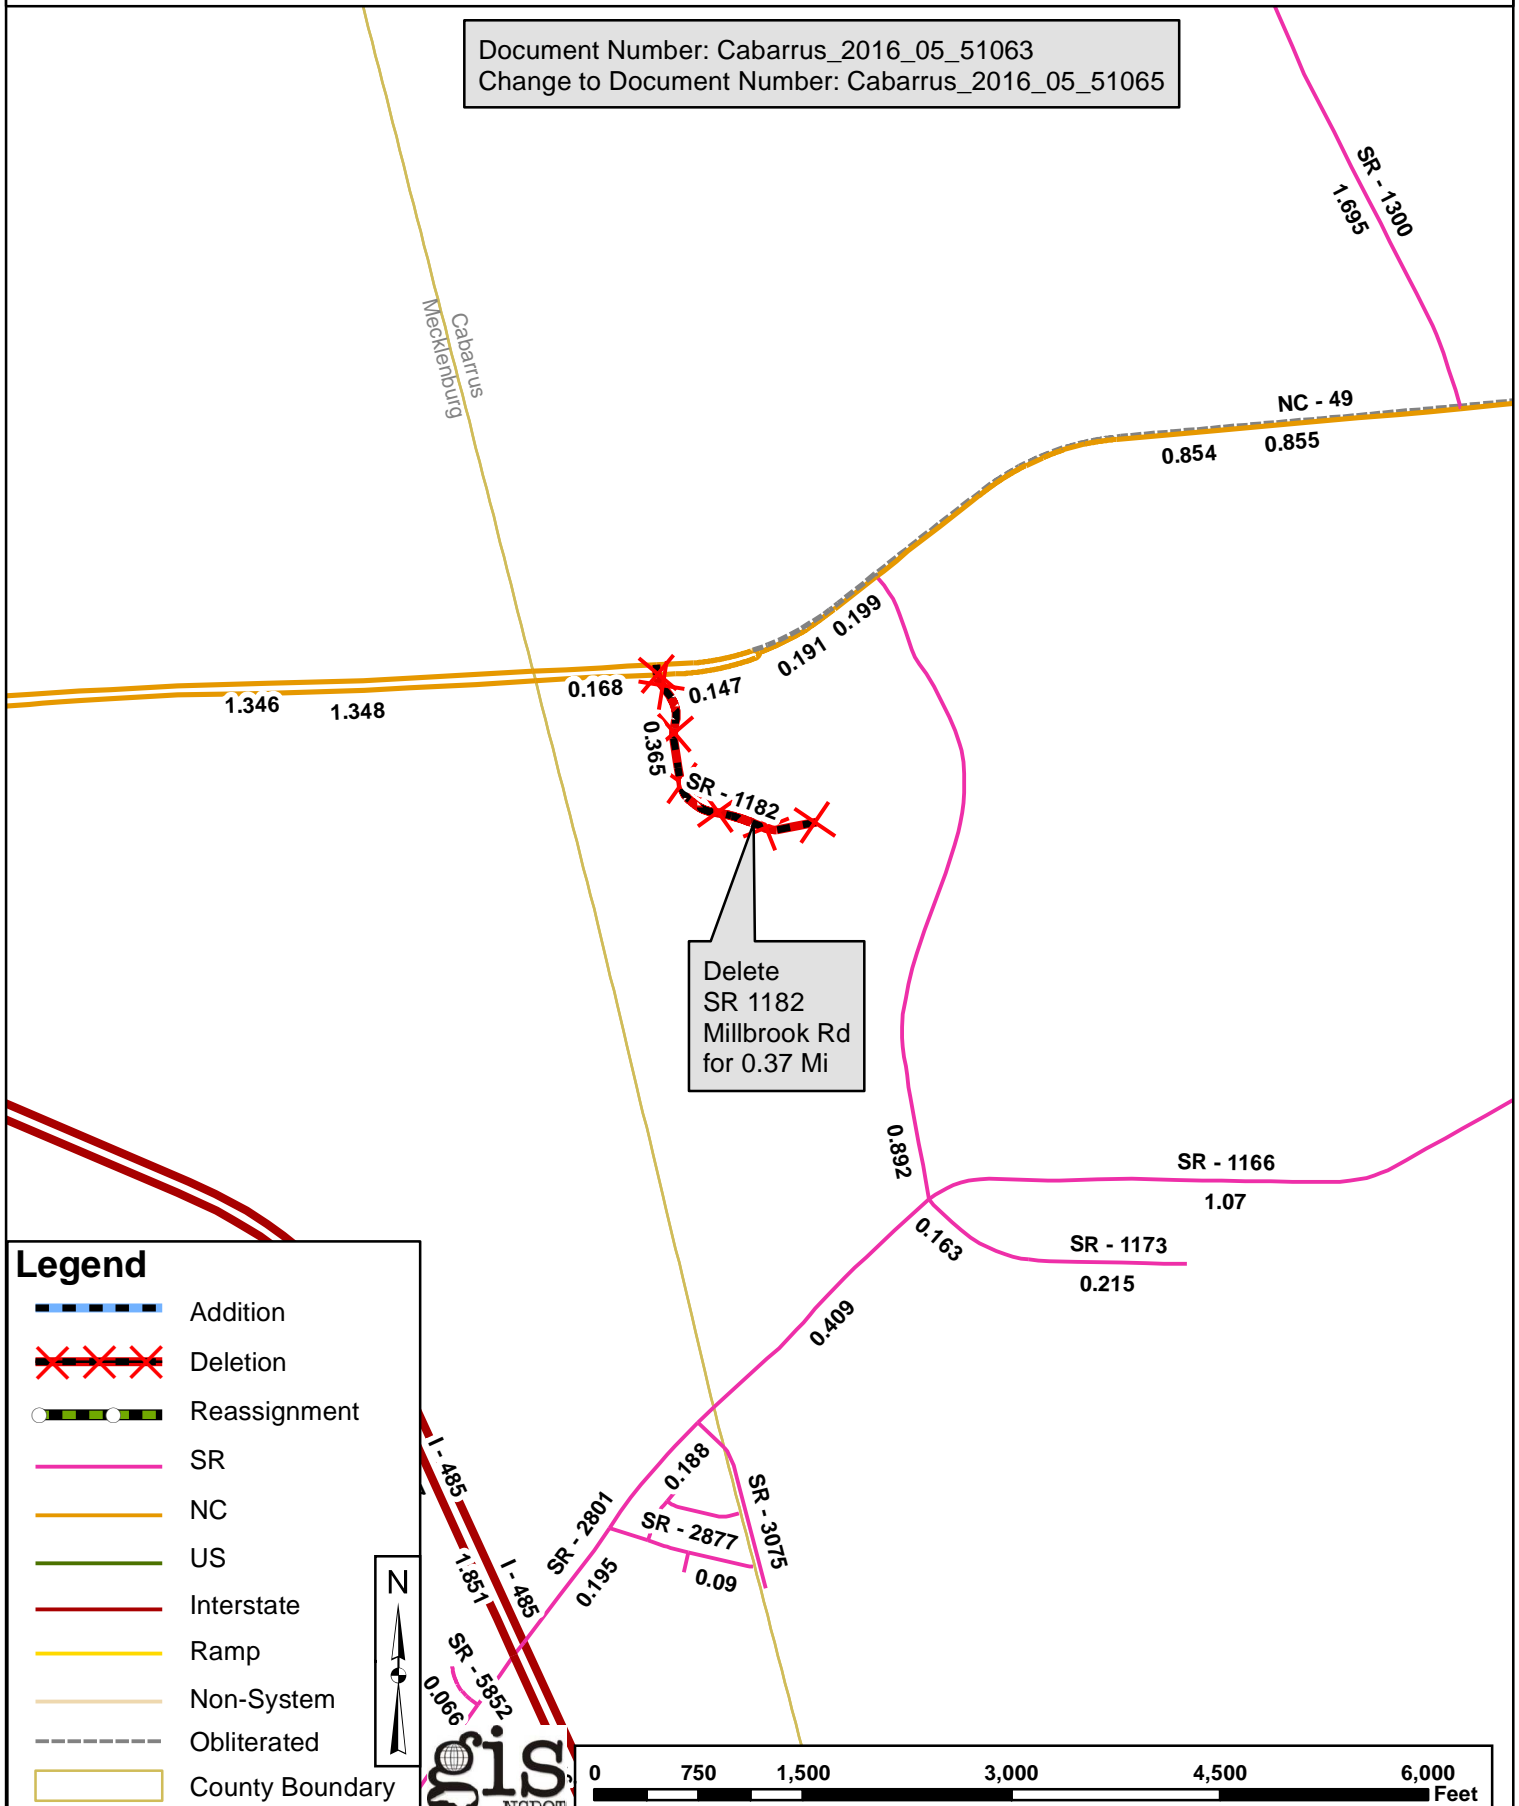 Document Number: Cabarrus_2016_05_51063
Change to Document Number: Cabarrus_2016_05_51065
SR - 1300
1.695
Cabarrus
Mecklenburg
NC - 49
0.854
0.855
0.199
0.191
0.168
0.147
1.346
1.348
0.365
SR - 1182
Delete
SR 1182
Millbrook Rd
for 0.37 Mi
0.892
SR - 1166
1.07
0.163
SR - 1173
0.215
0.409
0.188
SR - 3075
SR - 2801
SR - 2877
0.195
0.09
I - 485
I - 485
1.851
SR - 5852
0.066
Legend
Addition
Deletion
Reassignment
SR
NC
US
Interstate
Ramp
Non-System
Obliterated
County Boundary
N
gis
0 750 1,500 3,000 4,500 6,000
Feet